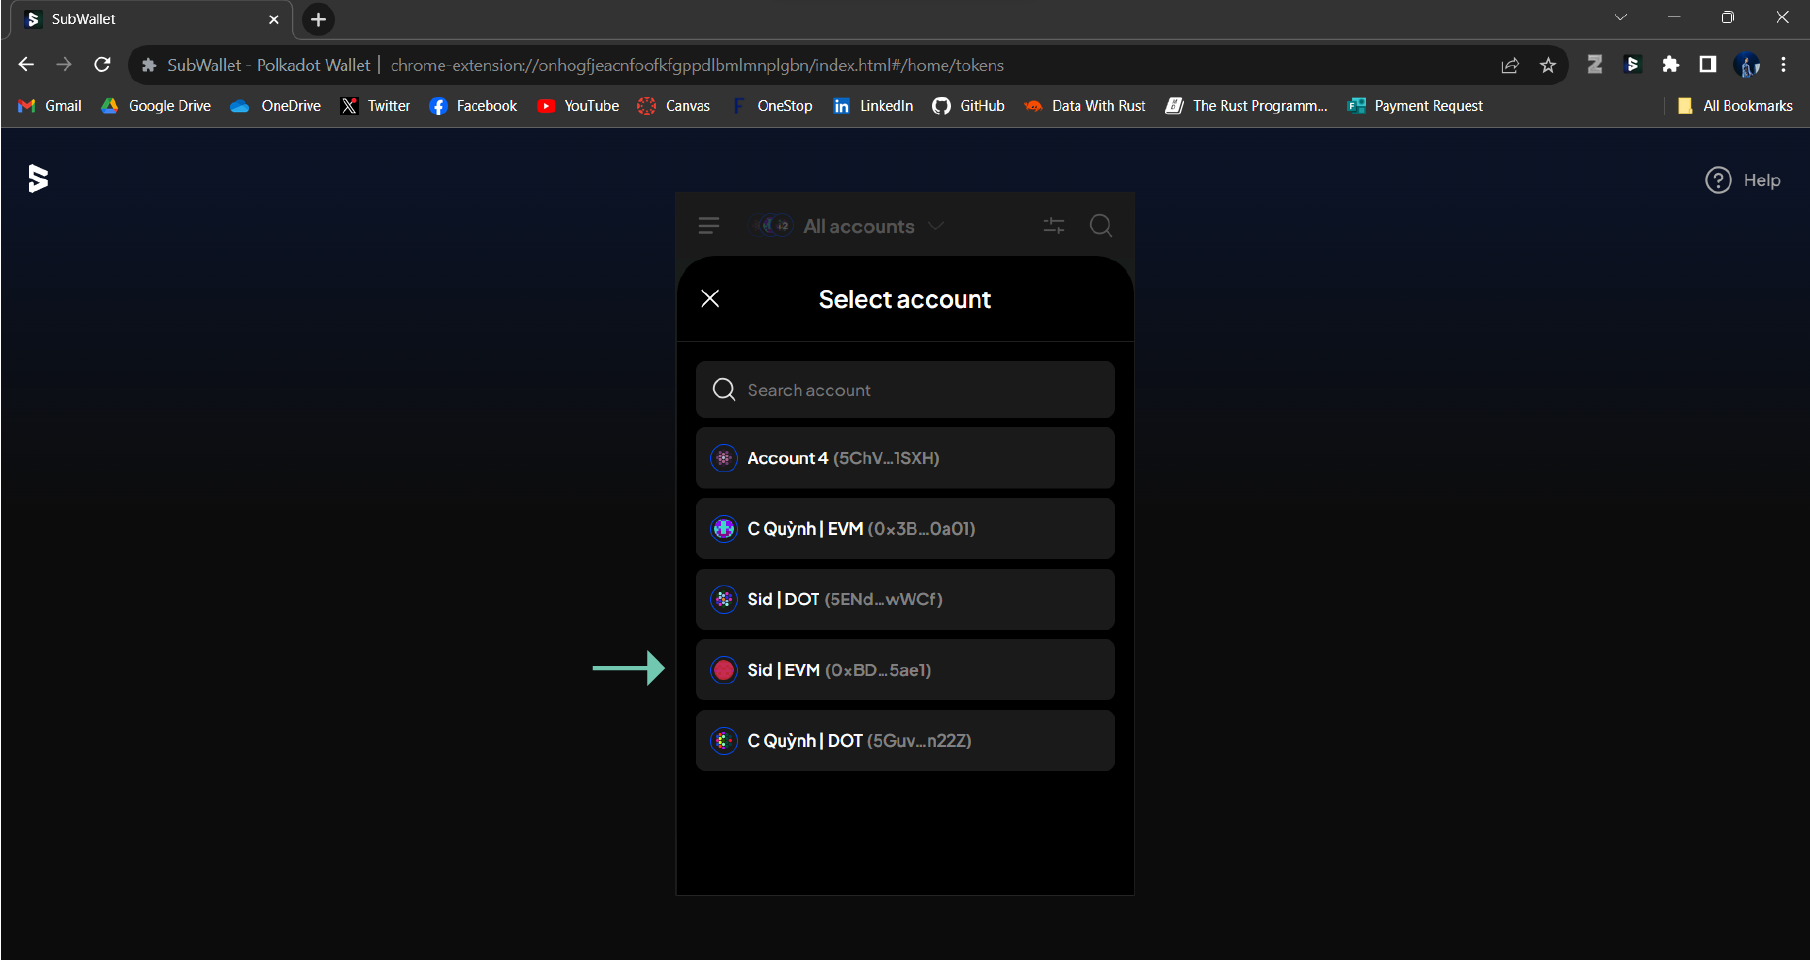 SubWallet
SubWallet - Polkadot Wallet | chrome-extension://onhogfjeacnfoofkfgppdlbmlmnplgbn/index.html#/home/tokens
Gmail Google Drive OneDrive Twitter Facebook YouTube Canvas OneStop LinkedIn GitHub Data With Rust The Rust Programm... Payment Request All Bookmarks
Help
+2 All accounts
Select account
Search account
Account 4 (5ChV...1SXH)
C Quỳnh | EVM (0x3B...0a01)
Sid | DOT (5ENd...wWCf)
Sid | EVM (0xBD...5ae1)
C Quỳnh | DOT (5Guv...n22Z)